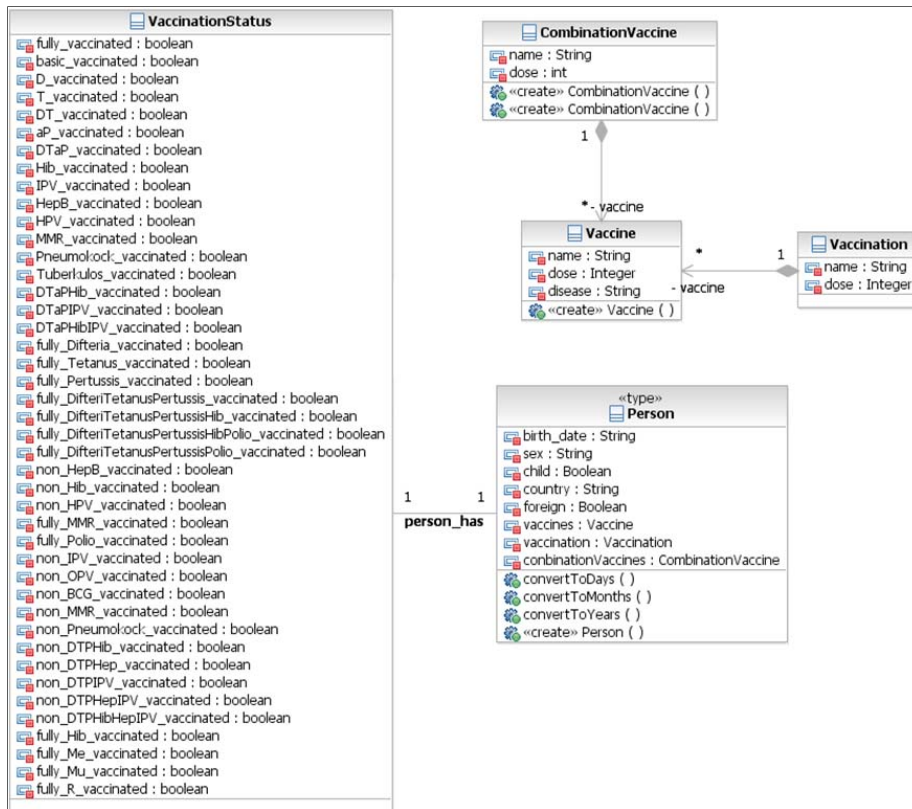 VaccinationStatus
fully_vaccinated : boolean
basic_vaccinated : boolean
D_vaccinated : boolean
T_vaccinated : boolean
DT_vaccinated : boolean
aP_vaccinated : boolean
DTaP_vaccinated : boolean
Hib_vaccinated : boolean
IPV_vaccinated : boolean
HepB_vaccinated : boolean
HPV_vaccinated : boolean
MMR_vaccinated : boolean
Pneumokock_vaccinated : boolean
Tuberkulos_vaccinated : boolean
DTaPHib_vaccinated : boolean
DTaPIPV_vaccinated : boolean
DTaPHibIPV_vaccinated : boolean
fully_Difteria_vaccinated : boolean
fully_Tetanus_vaccinated : boolean
fully_Pertussis_vaccinated : boolean
fully_DifteriTetanusPertussis_vaccinated : boolean
fully_DifteriTetanusPertussisHib_vaccinated : boolean
fully_DifteriTetanusPertussisHibPolio_vaccinated : boolean
fully_DifteriTetanusPertussisPolio_vaccinated : boolean
non_HepB_vaccinated : boolean
non_Hib_vaccinated : boolean
non_HPV_vaccinated : boolean
fully_MMR_vaccinated : boolean
fully_Polio_vaccinated : boolean
non_IPV_vaccinated : boolean
non_OPV_vaccinated : boolean
non_BCG_vaccinated : boolean
non_MMR_vaccinated : boolean
non_Pneumokock_vaccinated : boolean
non_DTPHib_vaccinated : boolean
non_DTPHep_vaccinated : boolean
non_DTPIPV_vaccinated : boolean
non_DTPHepIPV_vaccinated : boolean
non_DTPHibHepIPV_vaccinated : boolean
fully_Hib_vaccinated : boolean
fully_Me_vaccinated : boolean
fully_Mu_vaccinated : boolean
fully_R_vaccinated : boolean
CombinationVaccine
name : String
dose : int
«create» CombinationVaccine ( )
«create» CombinationVaccine ( )
1
* - vaccine
Vaccine
name : String
dose : Integer
disease : String
«create» Vaccine ( )
*
- vaccine
1
Vaccination
name : String
dose : Integer
1
1
person_has
«type»
Person
birth_date : String
sex : String
child : Boolean
country : String
foreign : Boolean
vaccines : Vaccine
vaccination : Vaccination
conbinationVaccines : CombinationVaccine
convertToDays ( )
convertToMonths ( )
convertToYears ( )
«create» Person ( )